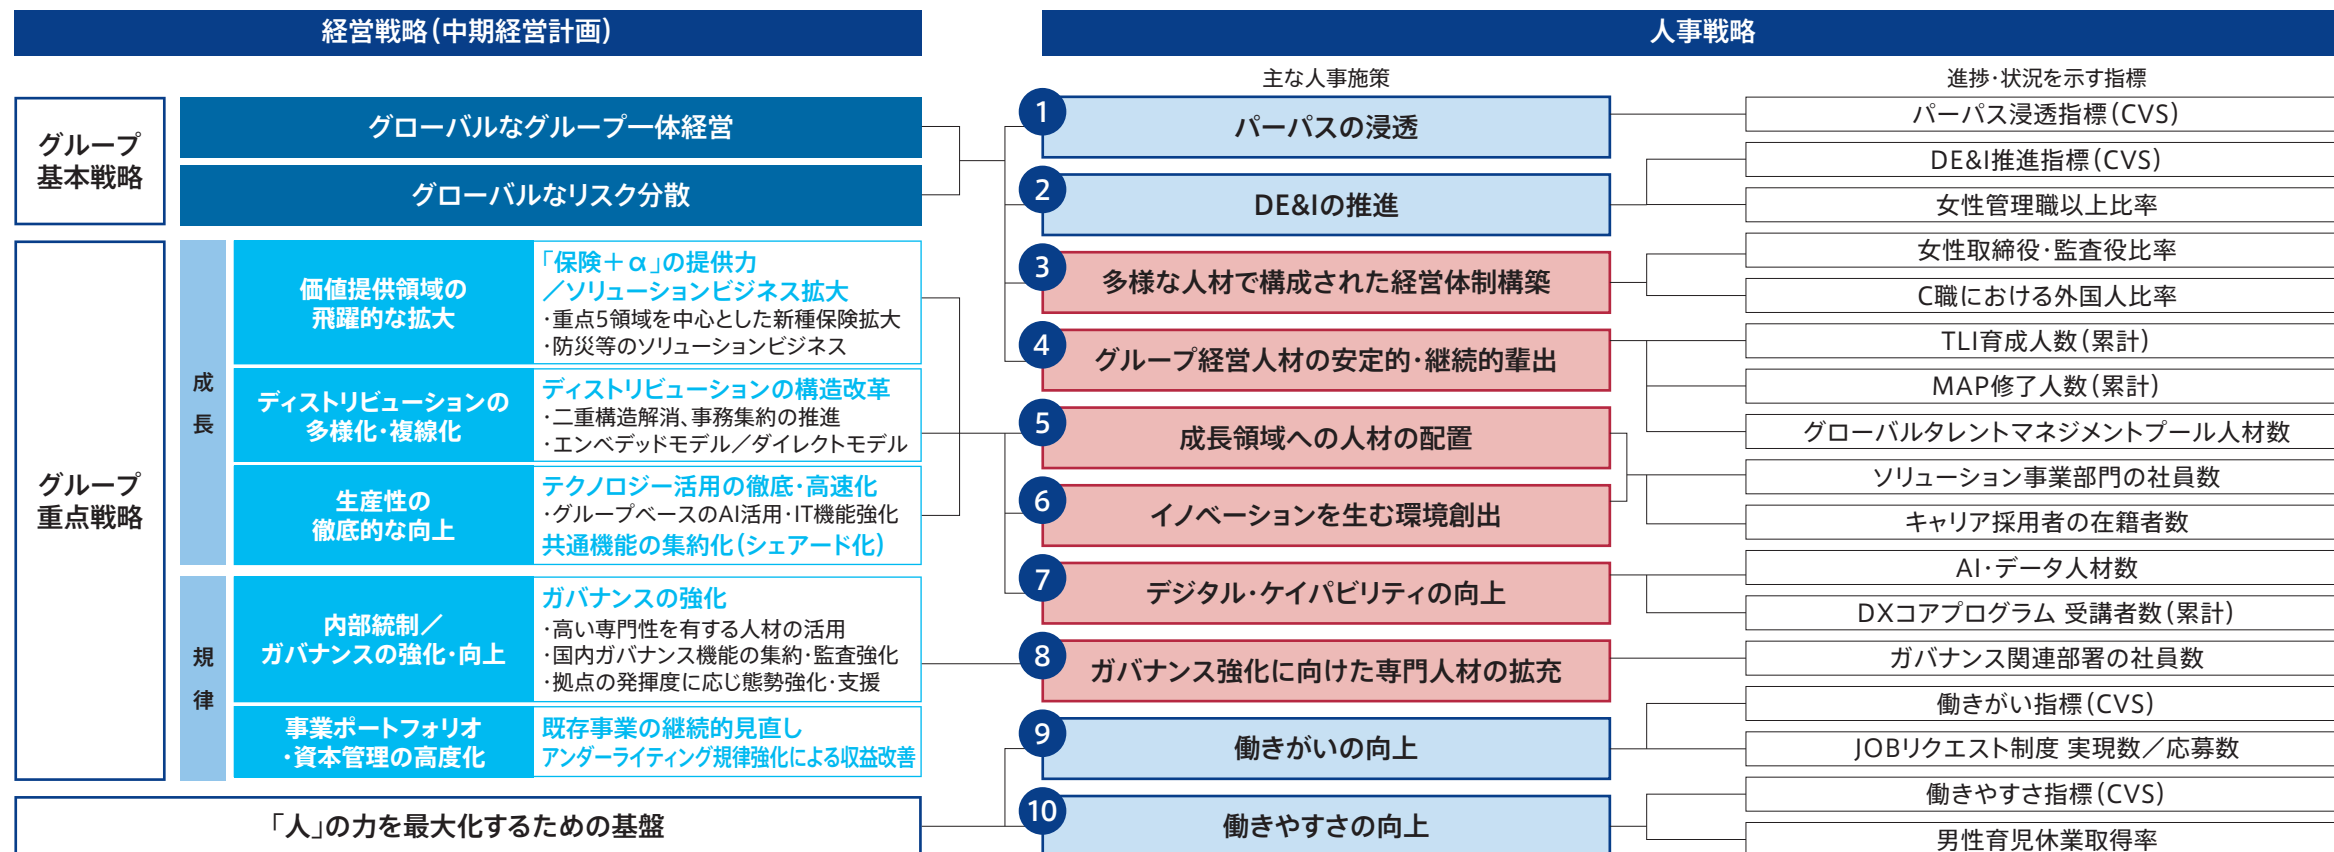 経営戦略(中期経営計画)
グループ
基本戦略
グローバルなグループ一体経営
グローバルなリスク分散
グループ
重点戦略
成
長
価値提供領域の
飛躍的な拡大
「保険+α」の提供力
/ソリューションビジネス拡大
・重点5領域を中心とした新種保険拡大
・防災等のソリューションビジネス
ディストリビューションの
多様化・複線化
ディストリビューションの構造改革
・二重構造解消、事務集約の推進
・エンベデッドモデル/ダイレクトモデル
生産性の
徹底的な向上
テクノロジー活用の徹底・高速化
・グループベースのAI活用・IT機能強化
共通機能の集約化(シェアード化)
規
律
内部統制/
ガバナンスの強化・向上
ガバナンスの強化
・高い専門性を有する人材の活用
・国内ガバナンス機能の集約・監査強化
・拠点の発揮度に応じ態勢強化・支援
事業ポートフォリオ
・資本管理の高度化
既存事業の継続的見直し
アンダーライティング規律強化による収益改善
「人」の力を最大化するための基盤
人事戦略
主な人事施策
1
パーパスの浸透
2
DE&Iの推進
3
多様な人材で構成された経営体制構築
4
グループ経営人材の安定的・継続的輩出
5
成長領域への人材の配置
6
イノベーションを生む環境創出
7
デジタル・ケイパビリティの向上
8
ガバナンス強化に向けた専門人材の拡充
9
働きがいの向上
10
働きやすさの向上
進捗・状況を示す指標
パーパス浸透指標(CVS)
DE&I推進指標(CVS)
女性管理職以上比率
女性取締役・監査役比率
C職における外国人比率
TLI育成人数(累計)
MAP修了人数(累計)
グローバルタレントマネジメントプール人材数
ソリューション事業部門の社員数
キャリア採用者の在籍者数
AI・データ人材数
DXコアプログラム 受講者数(累計)
ガバナンス関連部署の社員数
働きがい指標(CVS)
JOBリクエスト制度 実現数/応募数
働きやすさ指標(CVS)
男性育児休業取得率